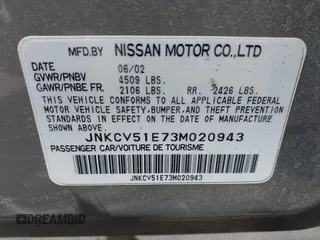 MFD.BY NISSAN MOTOR CO.,LTD
DATE 06/02
GVWR/PNBV 4509 LBS.
GAWR/PNBE FR. 2106 LBS. RR. 2426 LBS.
THIS VEHICLE CONFORMS TO ALL APPLICABLE FEDERAL
MOTOR VEHICLE SAFETY,BUMPER,AND THEFT PREVENTION
STANDARDS IN EFFECT ON THE DATE OF MANUFACTURE
SHOWN ABOVE.
JNKCV51E73M020943
PASSENGER CAR/VOITURE DE TOURISME
JNKCV51E73M020943
DREAMBID